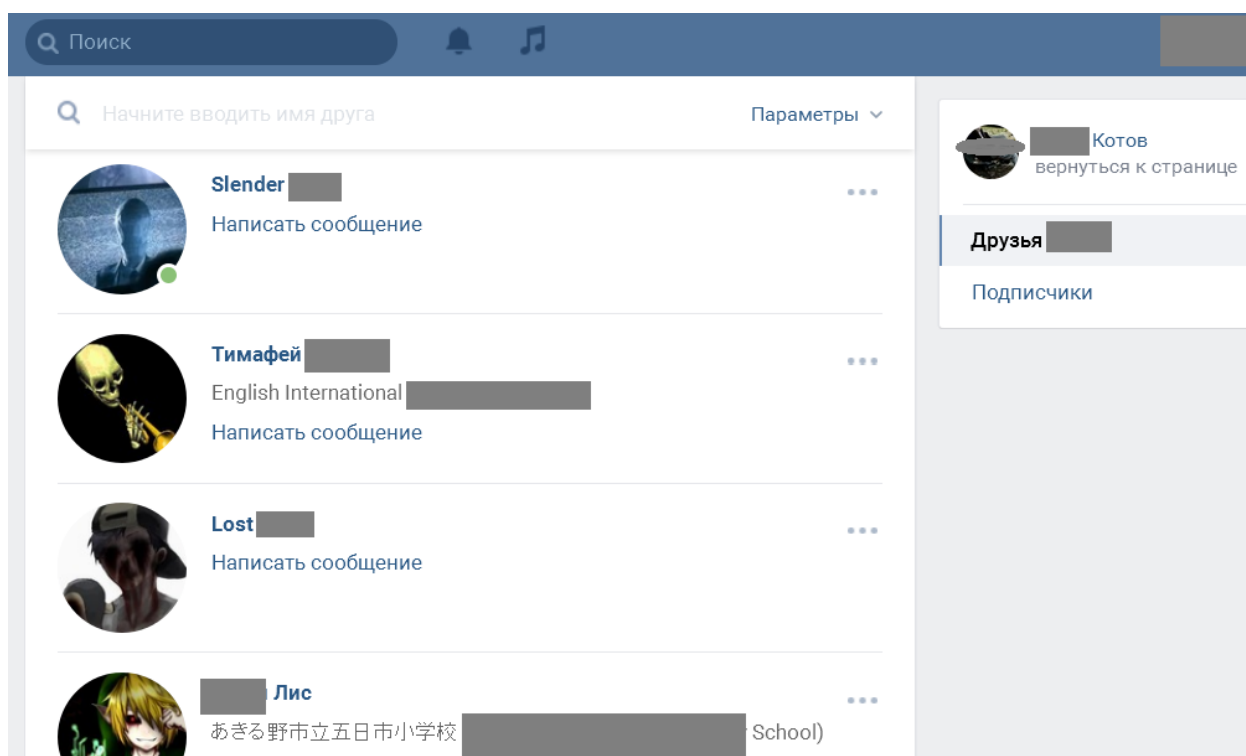 Поиск
Начните вводить имя друга
Параметры
Slender
Написать сообщение
Тимафей
English International
Написать сообщение
Lost
Написать сообщение
Лис
あきる野市立五日市小学校 School)
Котов
вернуться к странице
Друзья
Подписчики